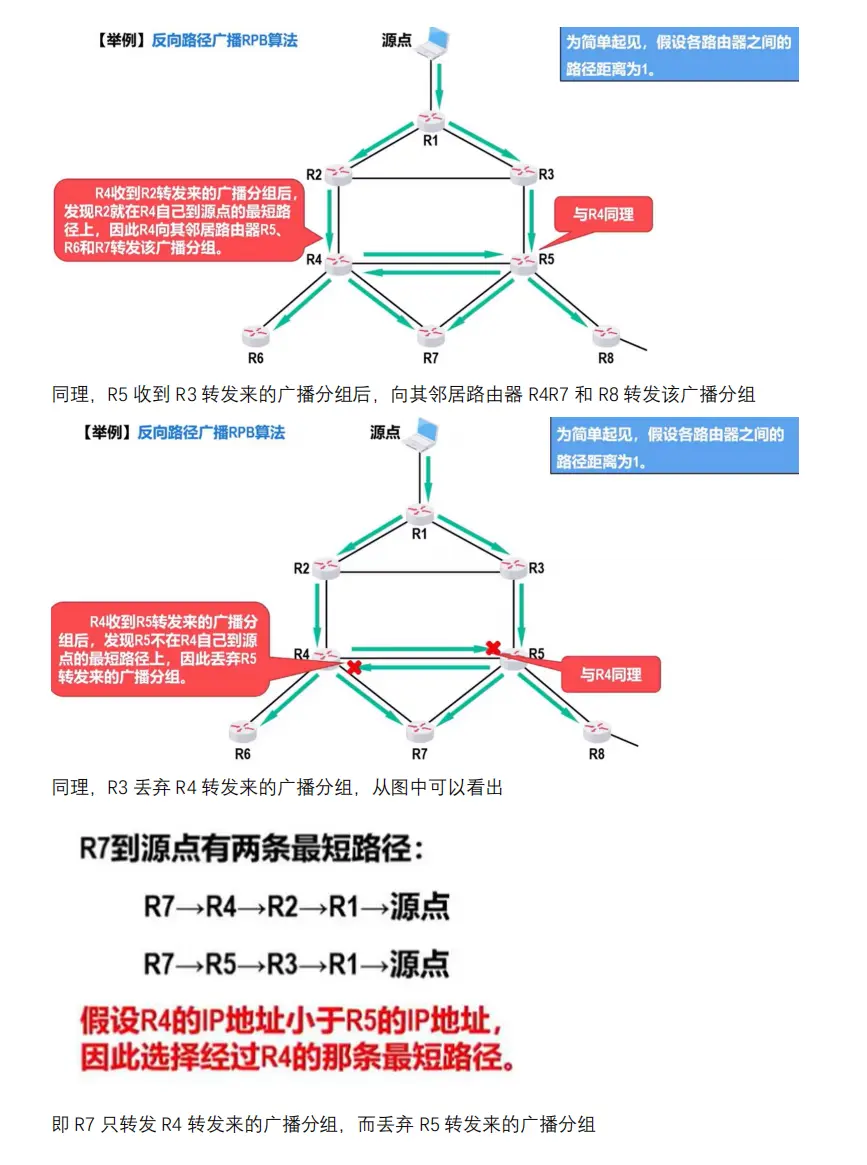 【举例】反向路径广播RPB算法
源点
为简单起见，假设各路由器之间的
路径距离为1。
R1
R2
R3
R4收到R2转发来的广播分组后，
发现R2就在R4自己到源点的最短路
径上，因此R4向其邻居路由器R5、
R6和R7转发该广播分组。
与R4同理
R4
R5
R6
R7
R8
同理，R5 收到 R3 转发来的广播分组后，向其邻居路由器 R4R7 和 R8 转发该广播分组
【举例】反向路径广播RPB算法
源点
为简单起见，假设各路由器之间的
路径距离为1。
R1
R2
R3
R4收到R5转发来的广播分
组后，发现R5不在R4自己到源
点的最短路径上，因此丢弃R5
转发来的广播分组。
R4
R5
与R4同理
R6
R7
R8
同理，R3 丢弃 R4 转发来的广播分组，从图中可以看出
R7到源点有两条最短路径：
R7→R4→R2→R1→源点
R7→R5→R3→R1→源点
假设R4的IP地址小于R5的IP地址，
因此选择经过R4的那条最短路径。
即 R7 只转发 R4 转发来的广播分组，而丢弃 R5 转发来的广播分组